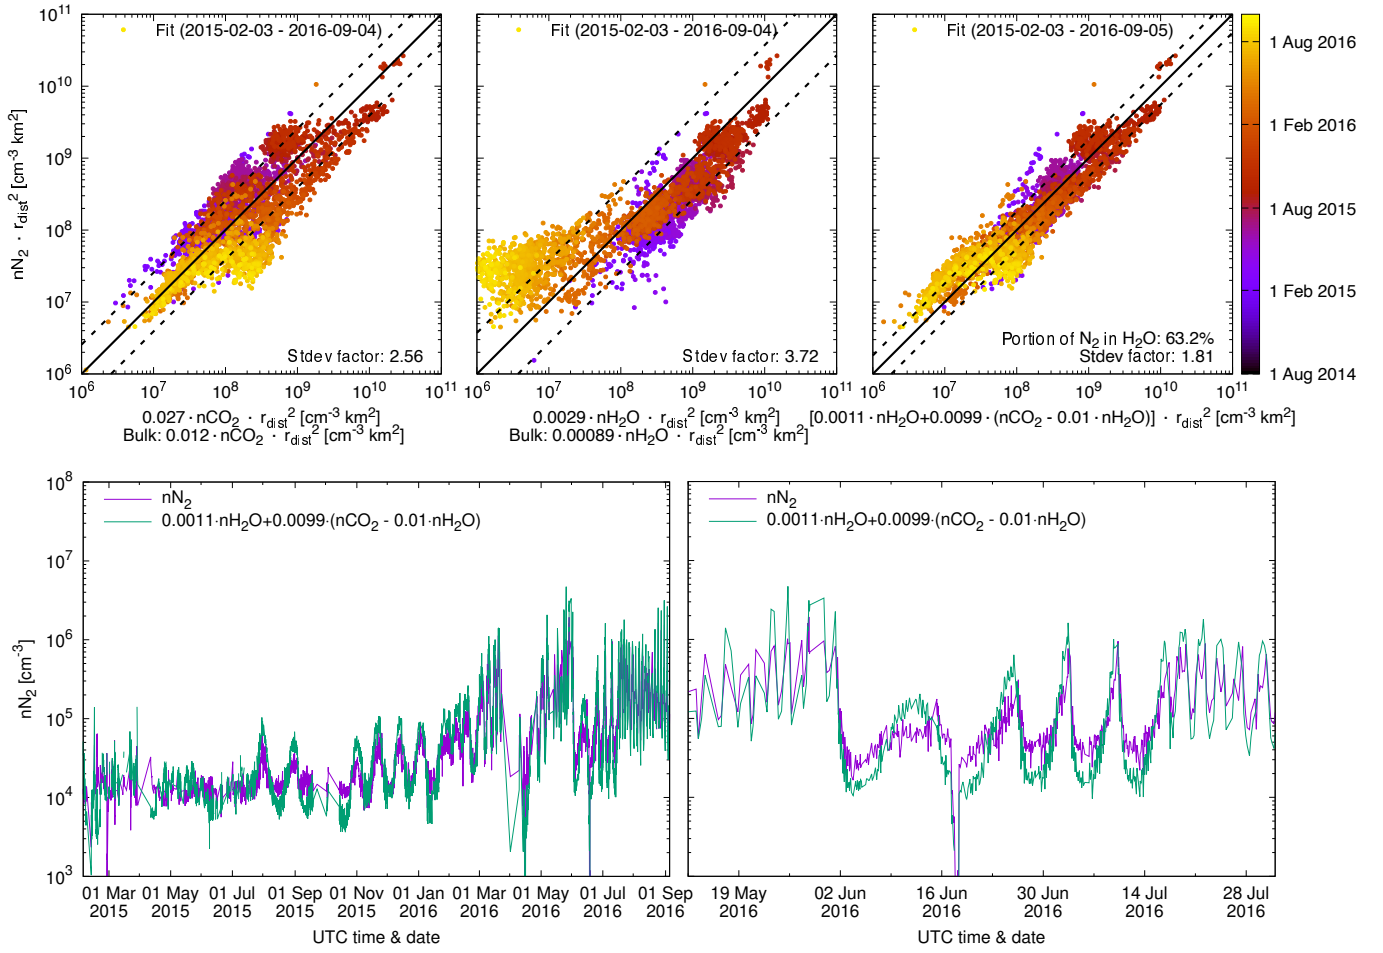 10^11
10^10
10^9
10^8
10^7
10^6
nN2 · rdist^2 [cm^-3 km^2]
Fit (2015-02-03 - 2016-09-04)
Stdev factor: 2.56
10^6 10^7 10^8 10^9 10^10 10^11
0.027·nCO2 · rdist^2 [cm^-3 km^2]
Bulk: 0.012·nCO2 · rdist^2 [cm^-3 km^2]
Fit (2015-02-03 - 2016-09-04)
Stdev factor: 3.72
10^6 10^7 10^8 10^9 10^10 10^11
0.0029·nH2O · rdist^2 [cm^-3 km^2]
Bulk: 0.00089·nH2O · rdist^2 [cm^-3 km^2]
Fit (2015-02-03 - 2016-09-05)
Portion of N2 in H2O: 63.2%
Stdev factor: 1.81
10^6 10^7 10^8 10^9 10^10 10^11
[0.0011·nH2O+0.0099·(nCO2 - 0.01·nH2O)] · rdist^2 [cm^-3 km^2]
1 Aug 2016
1 Feb 2016
1 Aug 2015
1 Feb 2015
1 Aug 2014
10^8
10^7
10^6
10^5
10^4
10^3
nN2 [cm^-3]
nN2
0.0011·nH2O+0.0099·(nCO2 - 0.01·nH2O)
01 Mar 01 May 01 Jul 01 Sep 01 Nov 01 Jan 01 Mar 01 May 01 Jul 01 Sep
2015 2015 2015 2015 2015 2016 2016 2016 2016 2016
UTC time & date
nN2
0.0011·nH2O+0.0099·(nCO2 - 0.01·nH2O)
19 May 02 Jun 16 Jun 30 Jun 14 Jul 28 Jul
2016 2016 2016 2016 2016 2016
UTC time & date